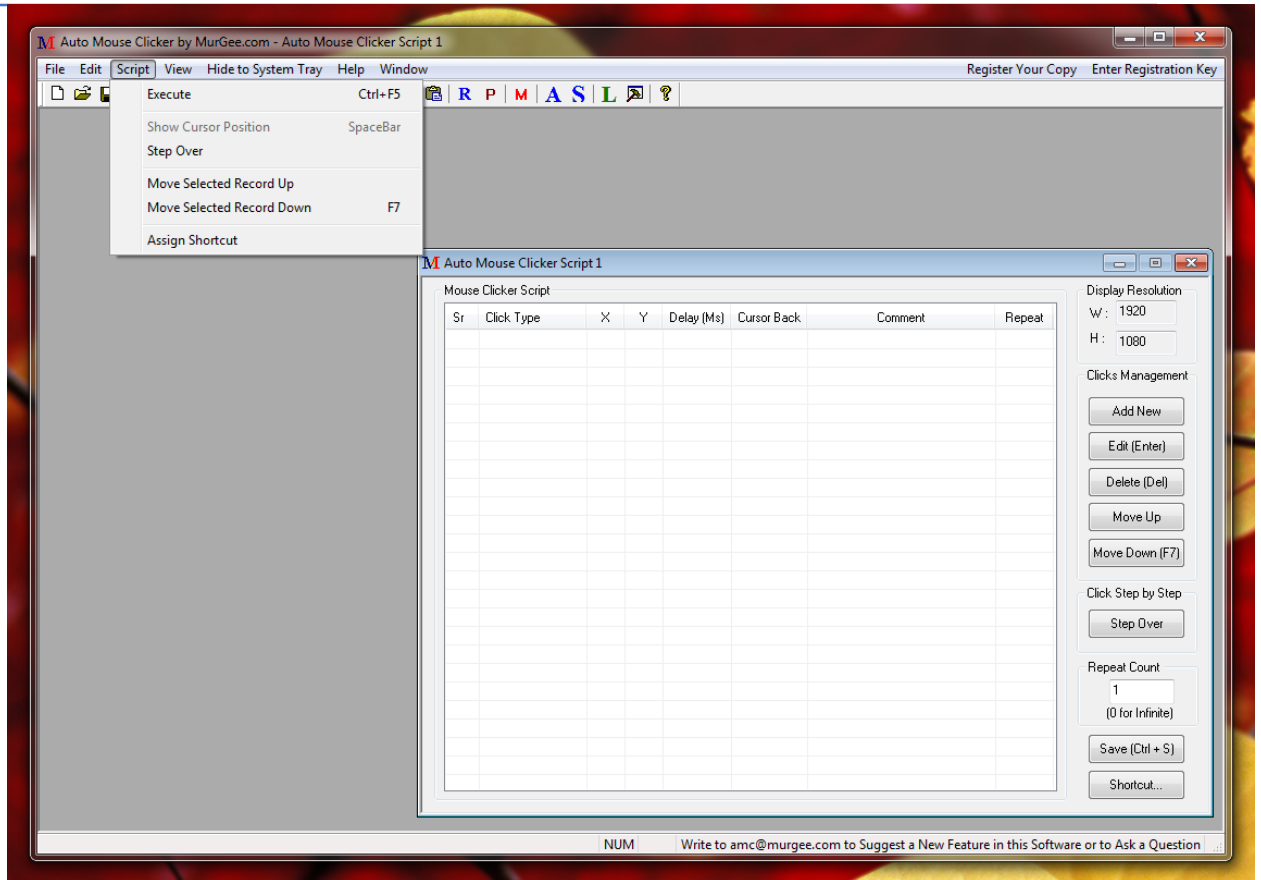 M Auto Mouse Clicker by MurGee.com - Auto Mouse Clicker Script 1
File Edit Script View Hide to System Tray Help Window Register Your Copy Enter Registration Key
R P M A S L ?
Execute Ctrl+F5
Show Cursor Position SpaceBar
Step Over
Move Selected Record Up
Move Selected Record Down F7
Assign Shortcut
M Auto Mouse Clicker Script 1
Mouse Clicker Script
Sr Click Type X Y Delay (Ms) Cursor Back Comment Repeat
Display Resolution
W : 1920
H : 1080
Clicks Management
Add New
Edit (Enter)
Delete (Del)
Move Up
Move Down (F7)
Click Step by Step
Step Over
Repeat Count
1
(0 for Infinite)
Save (Ctrl + S)
Shortcut...
NUM Write to amc@murgee.com to Suggest a New Feature in this Software or to Ask a Question